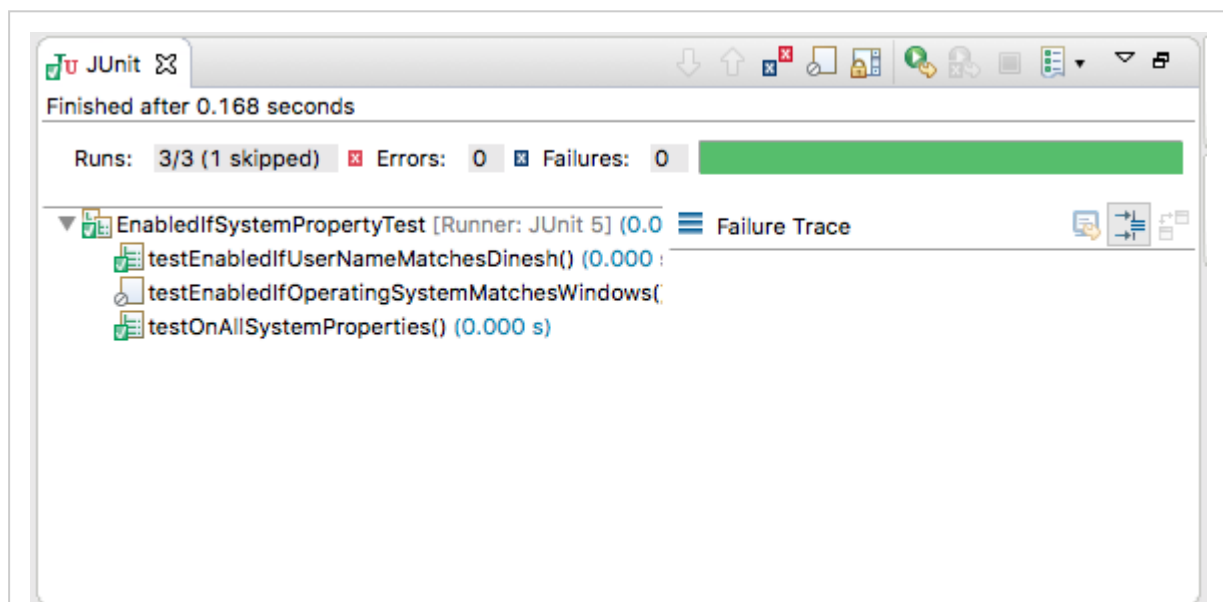 JUnit
Finished after 0.168 seconds
Runs: 3/3 (1 skipped) Errors: 0 Failures: 0
EnabledIfSystemPropertyTest [Runner: JUnit 5] (0.0
Failure Trace
testEnabledIfUserNameMatchesDinesh() (0.000 s
testEnabledIfOperatingSystemMatchesWindows()
testOnAllSystemProperties() (0.000 s)